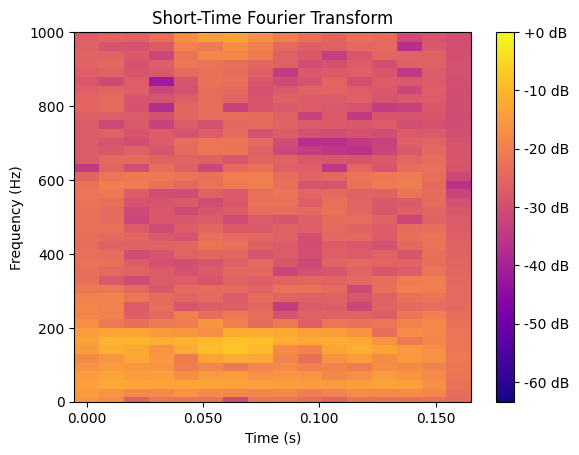 Short-Time Fourier Transform
1000
800
600
400
200
0
Frequency (Hz)
0.000
0.050
0.100
0.150
Time (s)
+0 dB
-10 dB
-20 dB
-30 dB
-40 dB
-50 dB
-60 dB